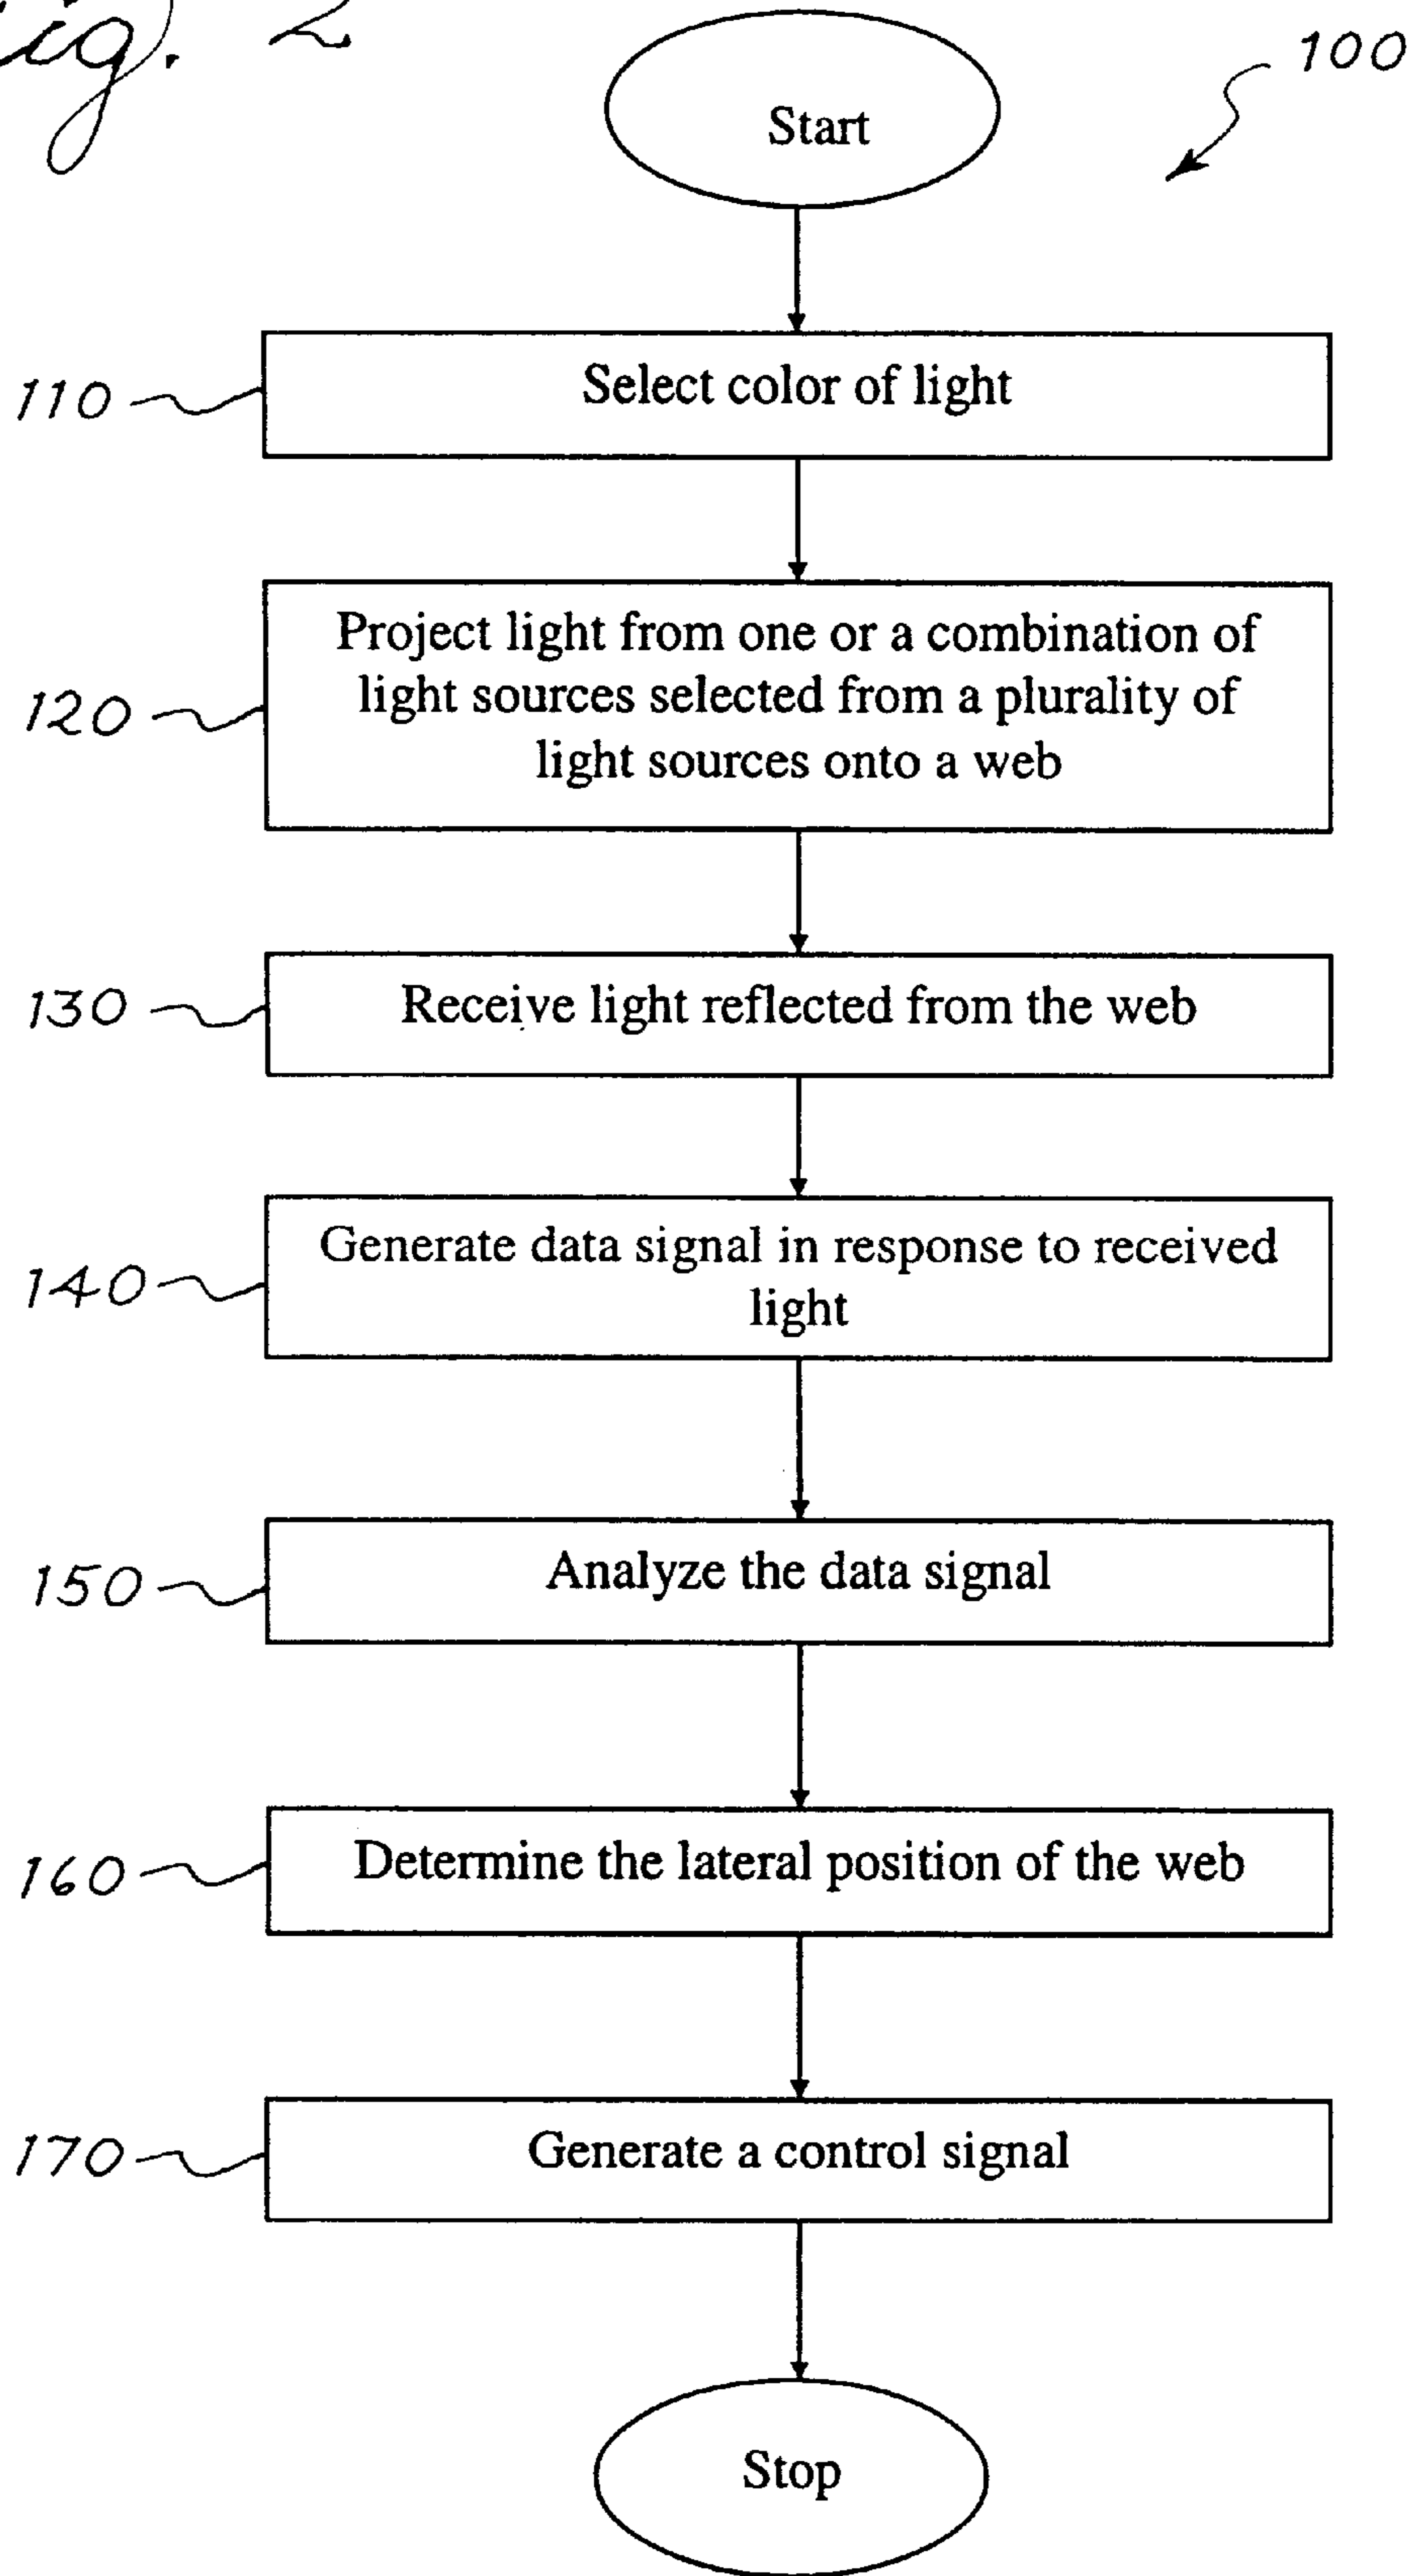 Fig. 2
100
Start
110
Select color of light
120
Project light from one or a combination of
light sources selected from a plurality of
light sources onto a web
130
Receive light reflected from the web
140
Generate data signal in response to received
light
150
Analyze the data signal
160
Determine the lateral position of the web
170
Generate a control signal
Stop